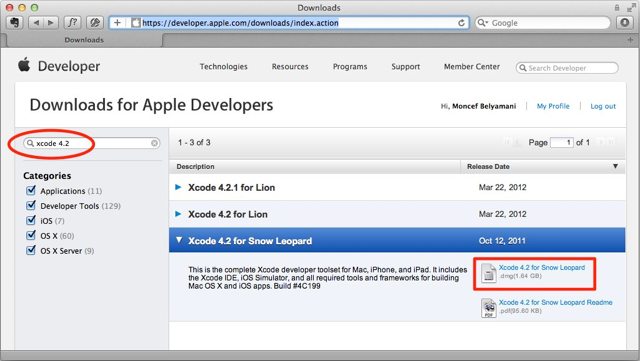 Downloads
https://developer.apple.com/downloads/index.action
Google
Downloads
Developer
Technologies Resources Programs Support Member Center
Search Developer
Downloads for Apple Developers
Hi, Moncef Belyamani My Profile Log out
xcode 4.2
1 - 3 of 3
Page 1 of 1
Description Release Date
Categories
Applications (11)
Developer Tools (129)
iOS (7)
OS X (60)
OS X Server (9)
Xcode 4.2.1 for Lion Mar 22, 2012
Xcode 4.2 for Lion Mar 22, 2012
Xcode 4.2 for Snow Leopard Oct 12, 2011
This is the complete Xcode developer toolset for Mac, iPhone, and iPad. It includes
the Xcode IDE, iOS Simulator, and all required tools and frameworks for building
Mac OS X and iOS apps. Build #4C199
Xcode 4.2 for Snow Leopard
.dmg(1.64 GB)
Xcode 4.2 for Snow Leopard Readme
.pdf(95.60 KB)
PDF